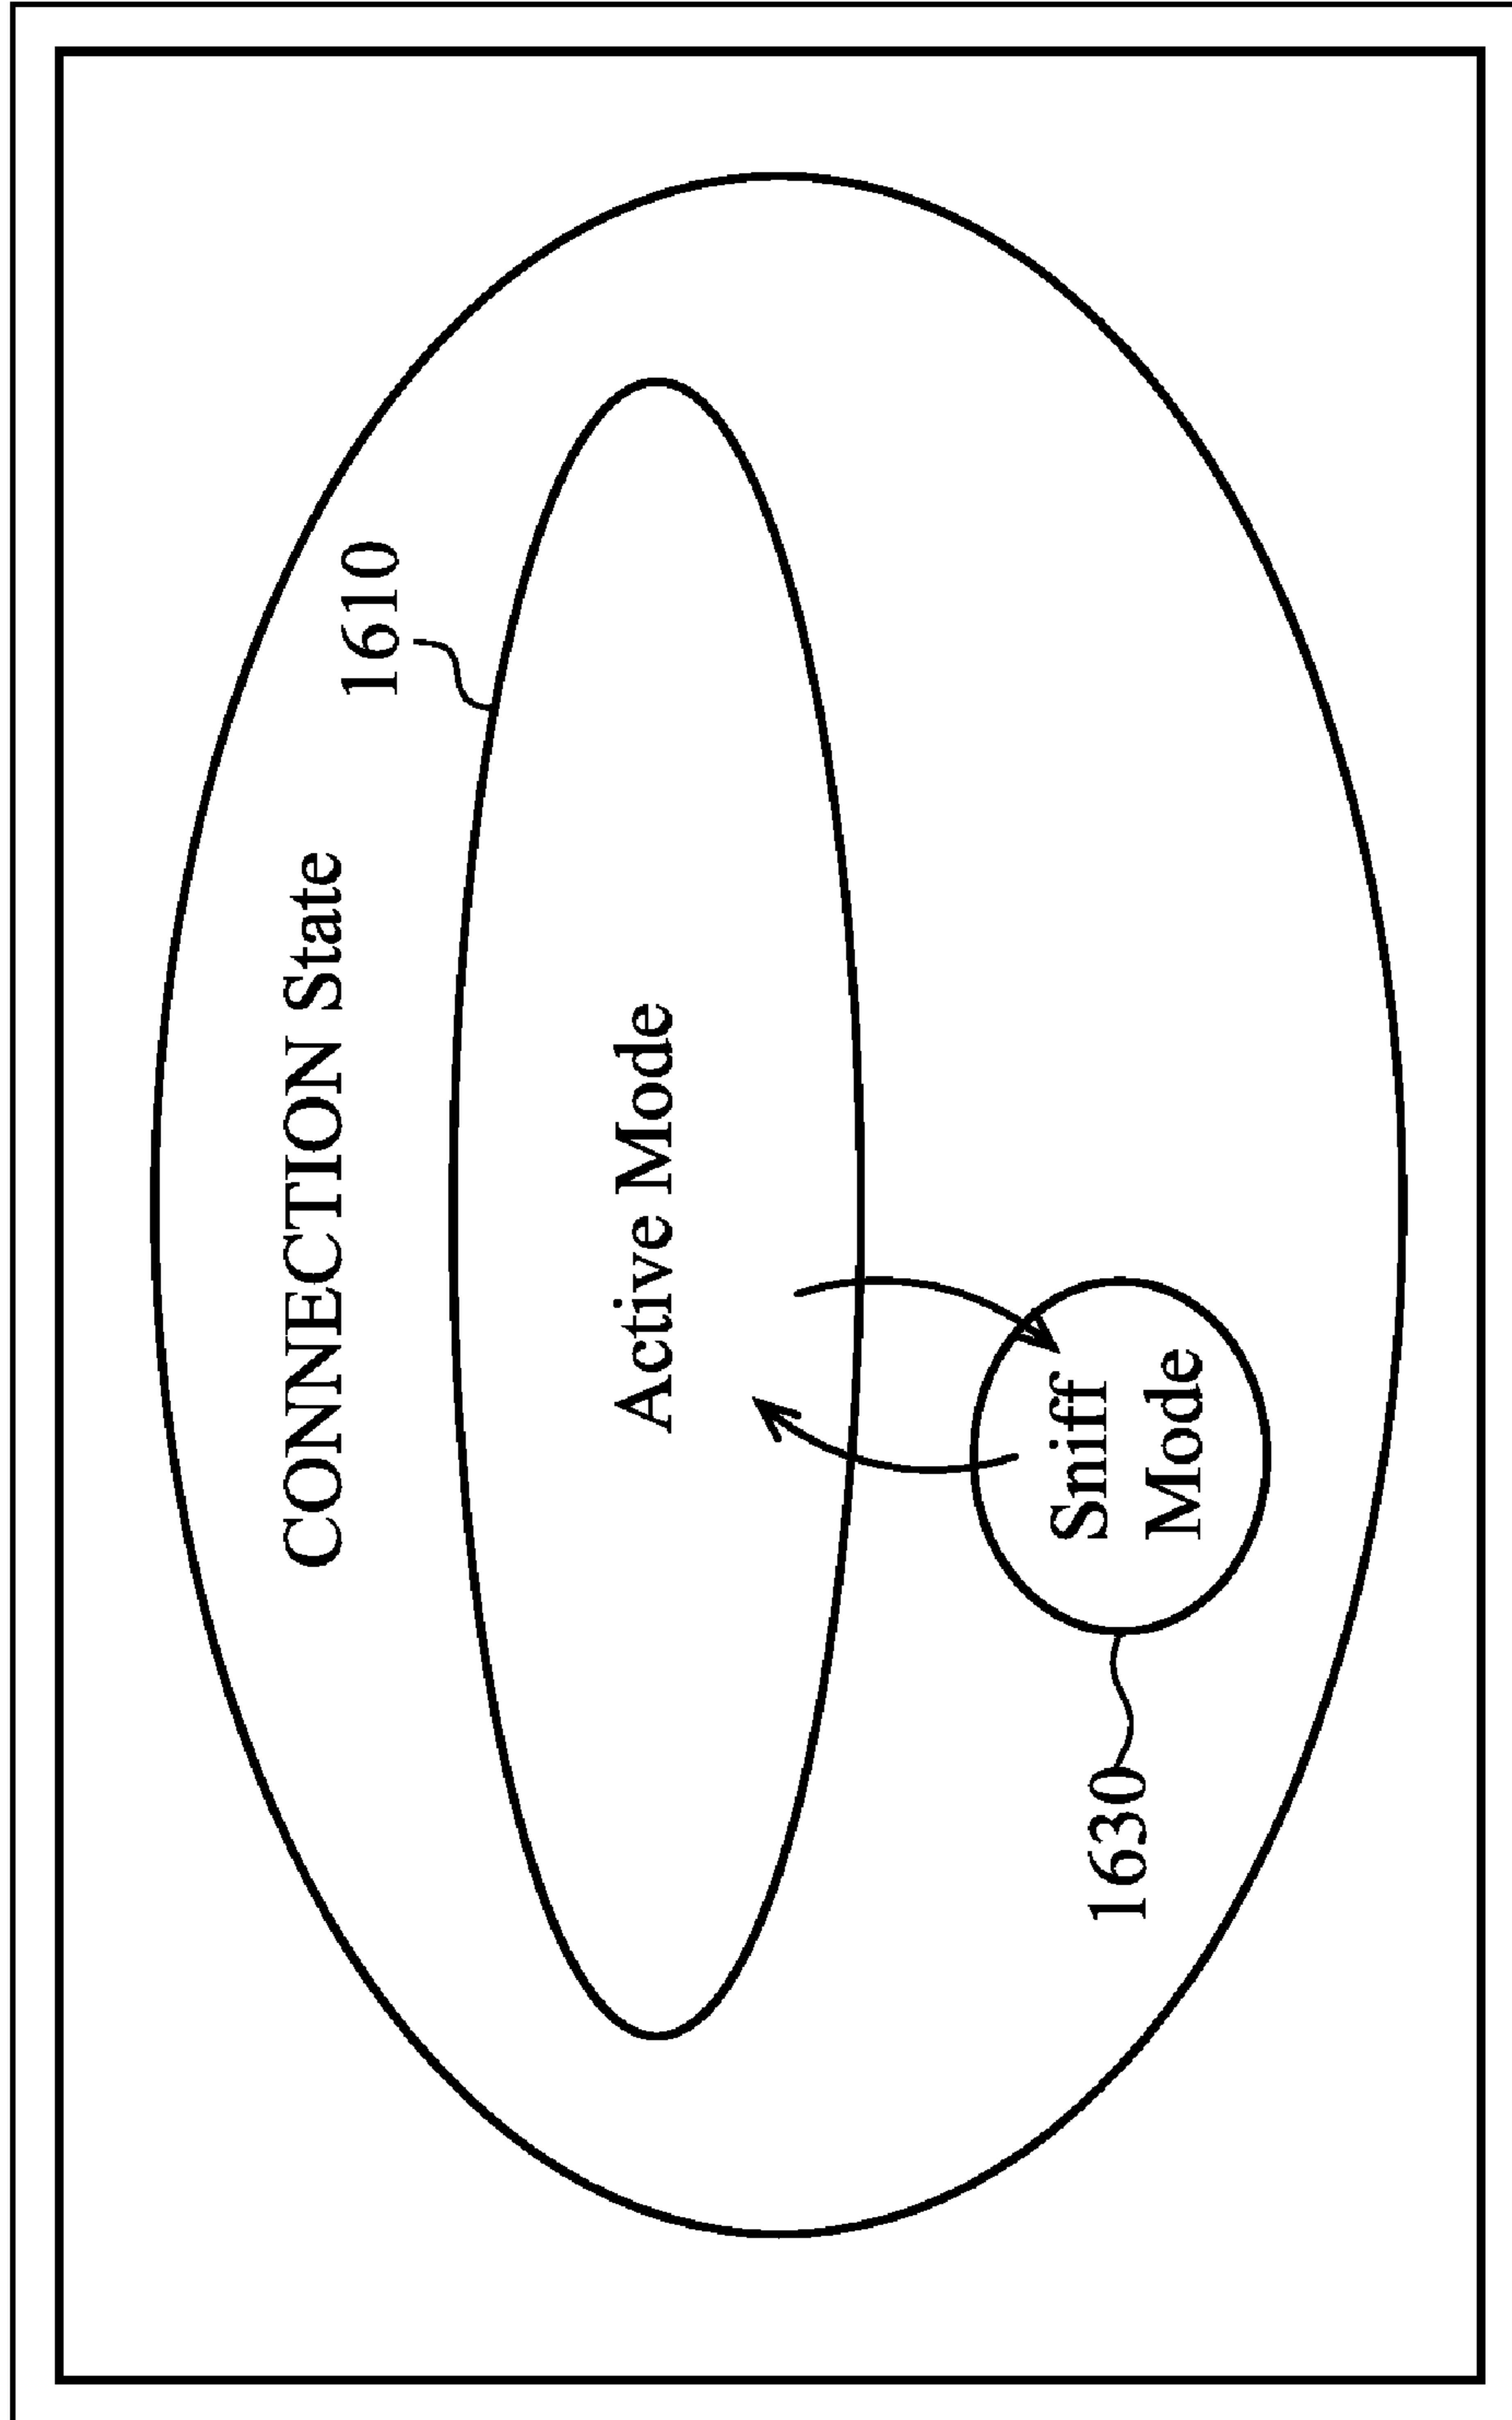 CONNECTION State
1610
Active Mode
Sniff
Mode
1630